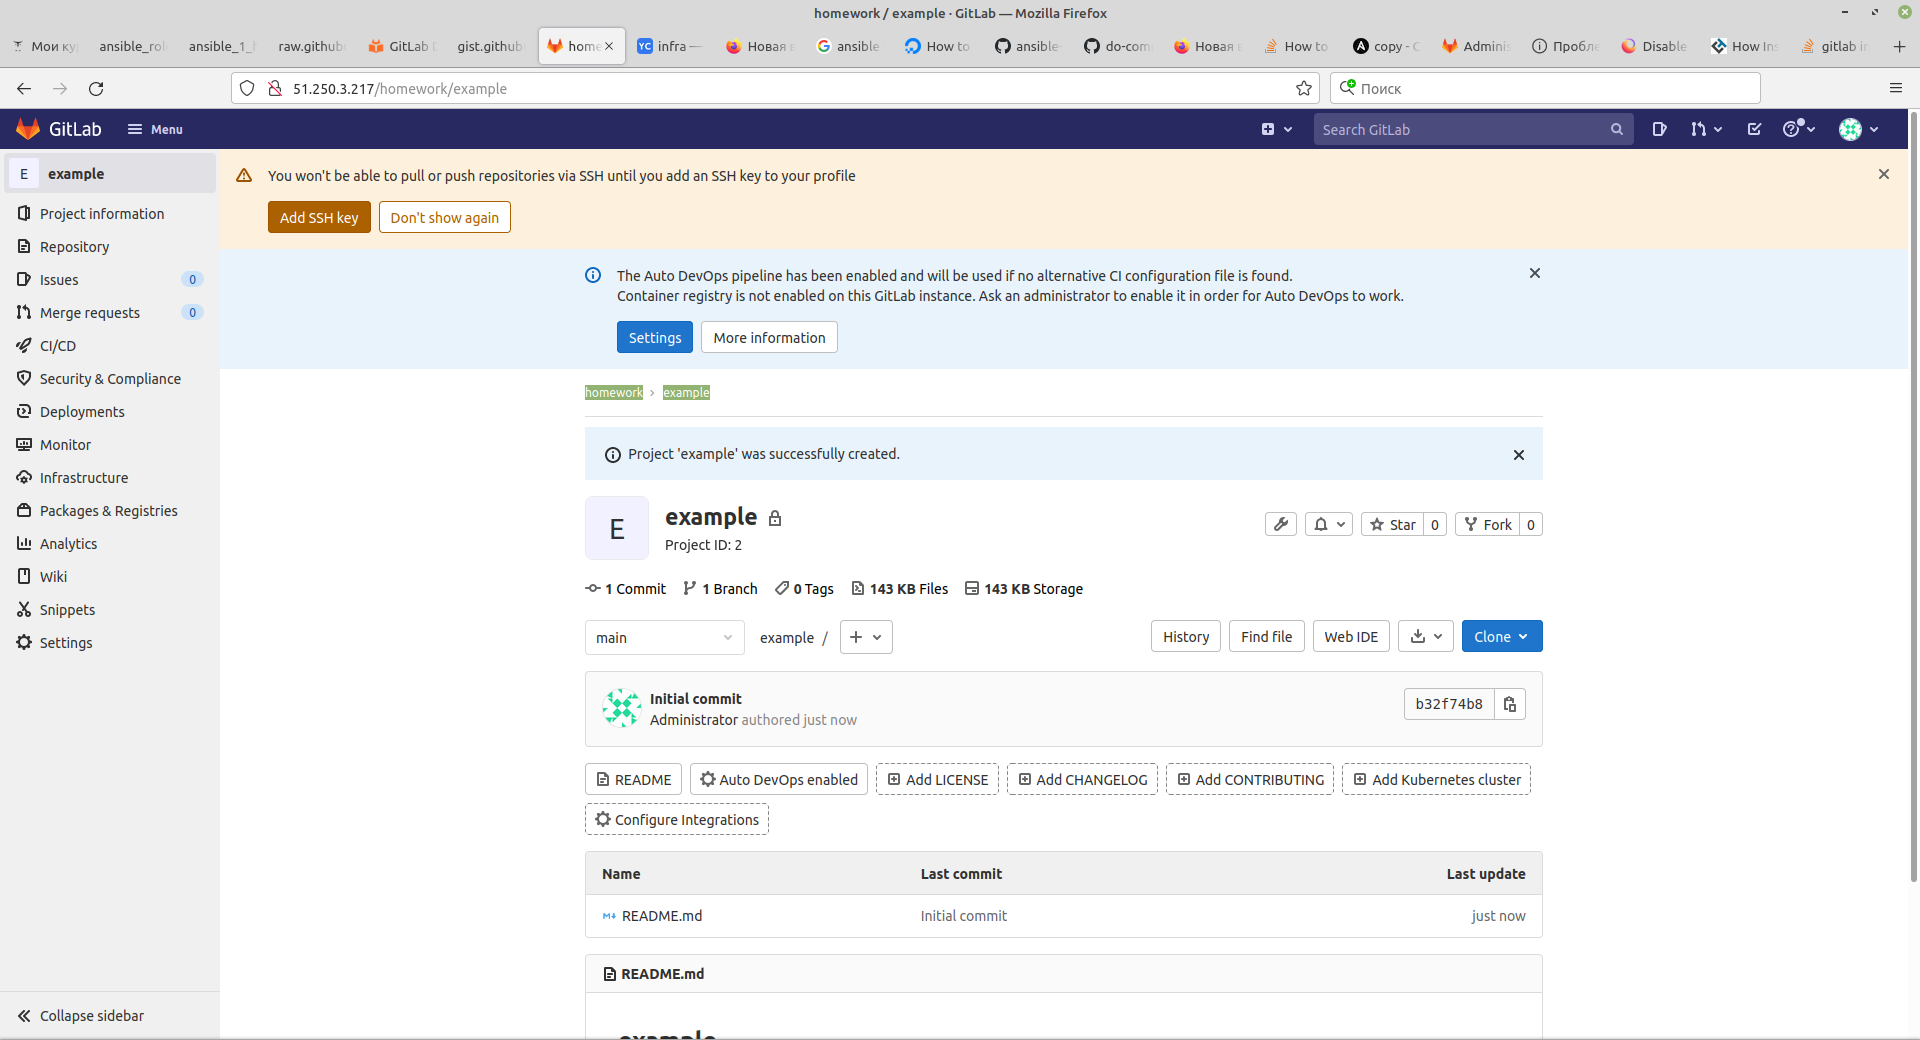 homework / example · GitLab — Mozilla Firefox
Мои ку
ansible_rol
ansible_1_h
raw.github
GitLab
gist.github
home
YC infra —
Новая в
ansible
How to
ansible-
do-com
Новая в
How to
A copy - C
Adminis
Пробле
Disable
How Ins
gitlab in
51.250.3.217/homework/example
Поиск
GitLab
Menu
Search GitLab
E example
You won't be able to pull or push repositories via SSH until you add an SSH key to your profile
Add SSH key
Don't show again
Project information
Repository
Issues 0
Merge requests 0
CI/CD
Security & Compliance
Deployments
Monitor
Infrastructure
Packages & Registries
Analytics
Wiki
Snippets
Settings
Collapse sidebar
The Auto DevOps pipeline has been enabled and will be used if no alternative CI configuration file is found.
Container registry is not enabled on this GitLab instance. Ask an administrator to enable it in order for Auto DevOps to work.
Settings
More information
homework › example
Project 'example' was successfully created.
E
example
Project ID: 2
Star 0
Fork 0
1 Commit
1 Branch
0 Tags
143 KB Files
143 KB Storage
main
example /
History
Find file
Web IDE
Clone
Initial commit
Administrator authored just now
b32f74b8
README
Auto DevOps enabled
Add LICENSE
Add CHANGELOG
Add CONTRIBUTING
Add Kubernetes cluster
Configure Integrations
Name Last commit Last update
README.md Initial commit just now
README.md
example